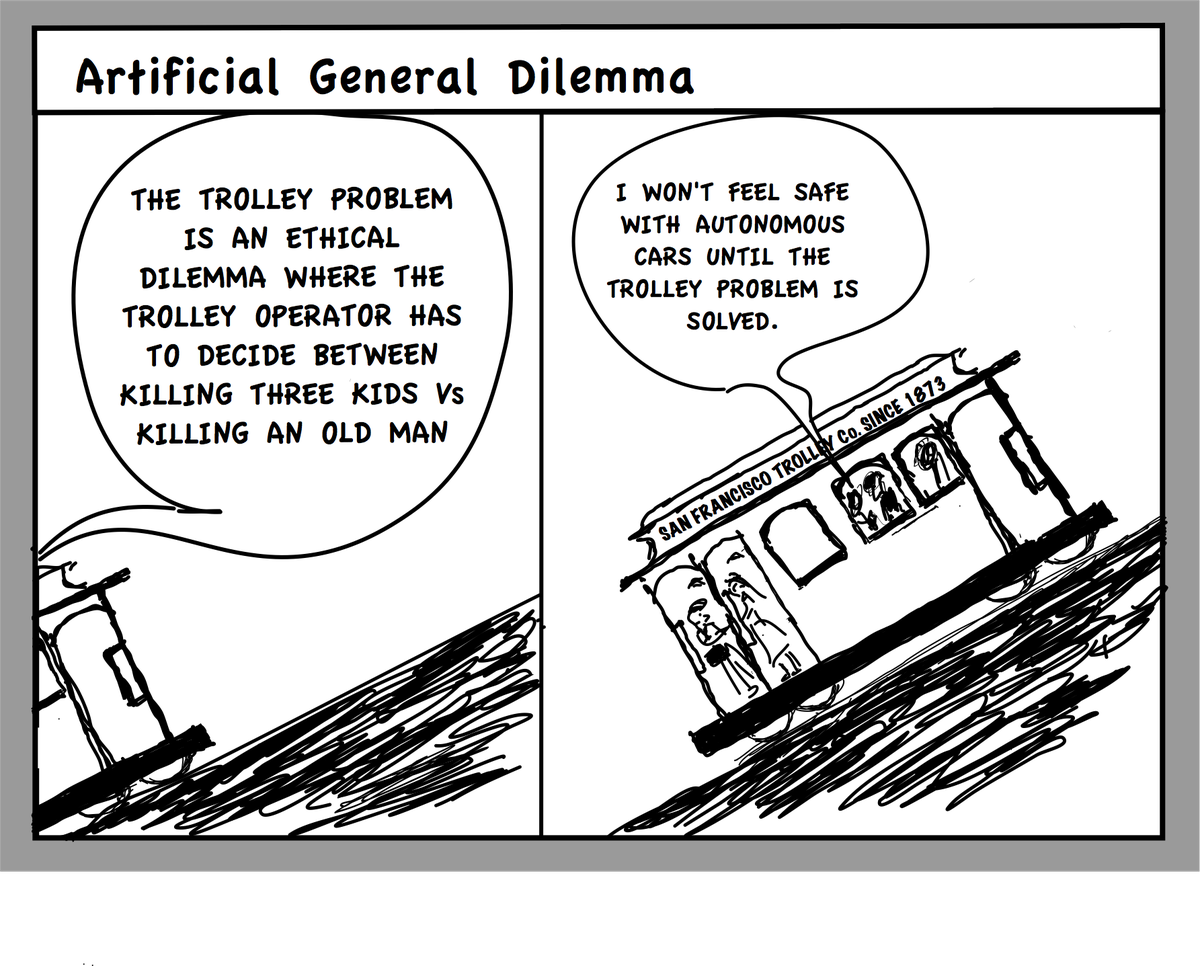 Artificial General Dilemma
THE TROLLEY PROBLEM
IS AN ETHICAL
DILEMMA WHERE THE
TROLLEY OPERATOR HAS
TO DECIDE BETWEEN
KILLING THREE KIDS Vs
KILLING AN OLD MAN
I WON'T FEEL SAFE
WITH AUTONOMOUS
CARS UNTIL THE
TROLLEY PROBLEM IS
SOLVED.
SAN FRANCISCO TROLLEY Co. SINCE 1873